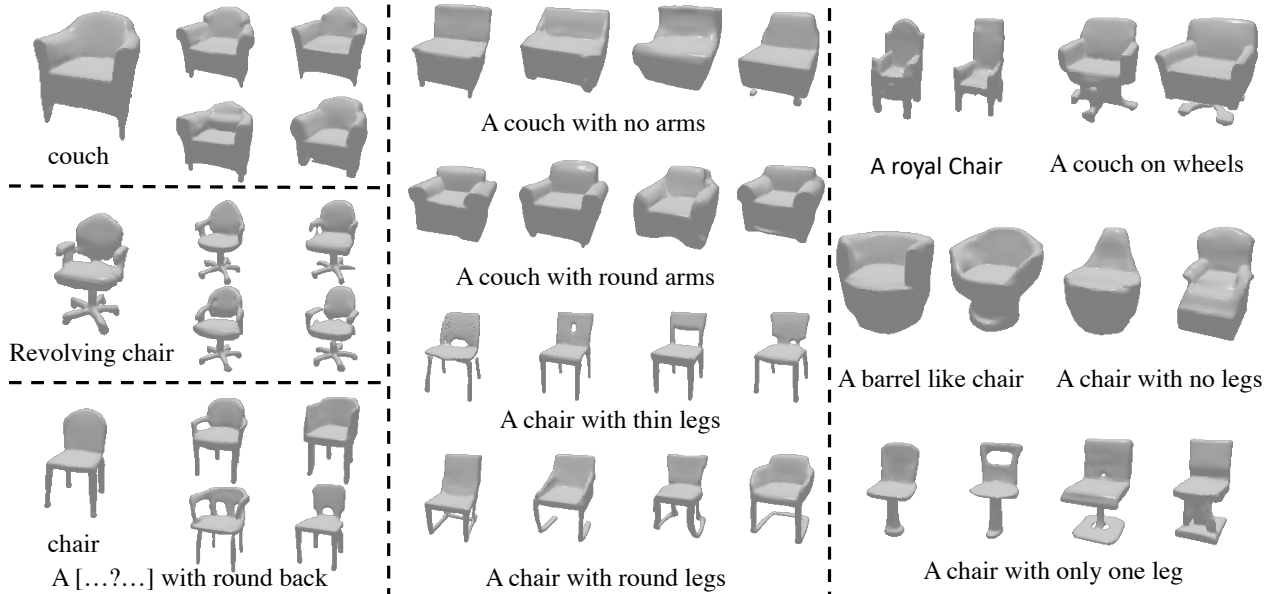 couch
Revolving chair
chair
A [...?...] with round back
A couch with no arms
A couch with round arms
A chair with thin legs
A chair with round legs
A royal Chair
A couch on wheels
A barrel like chair
A chair with no legs
A chair with only one leg